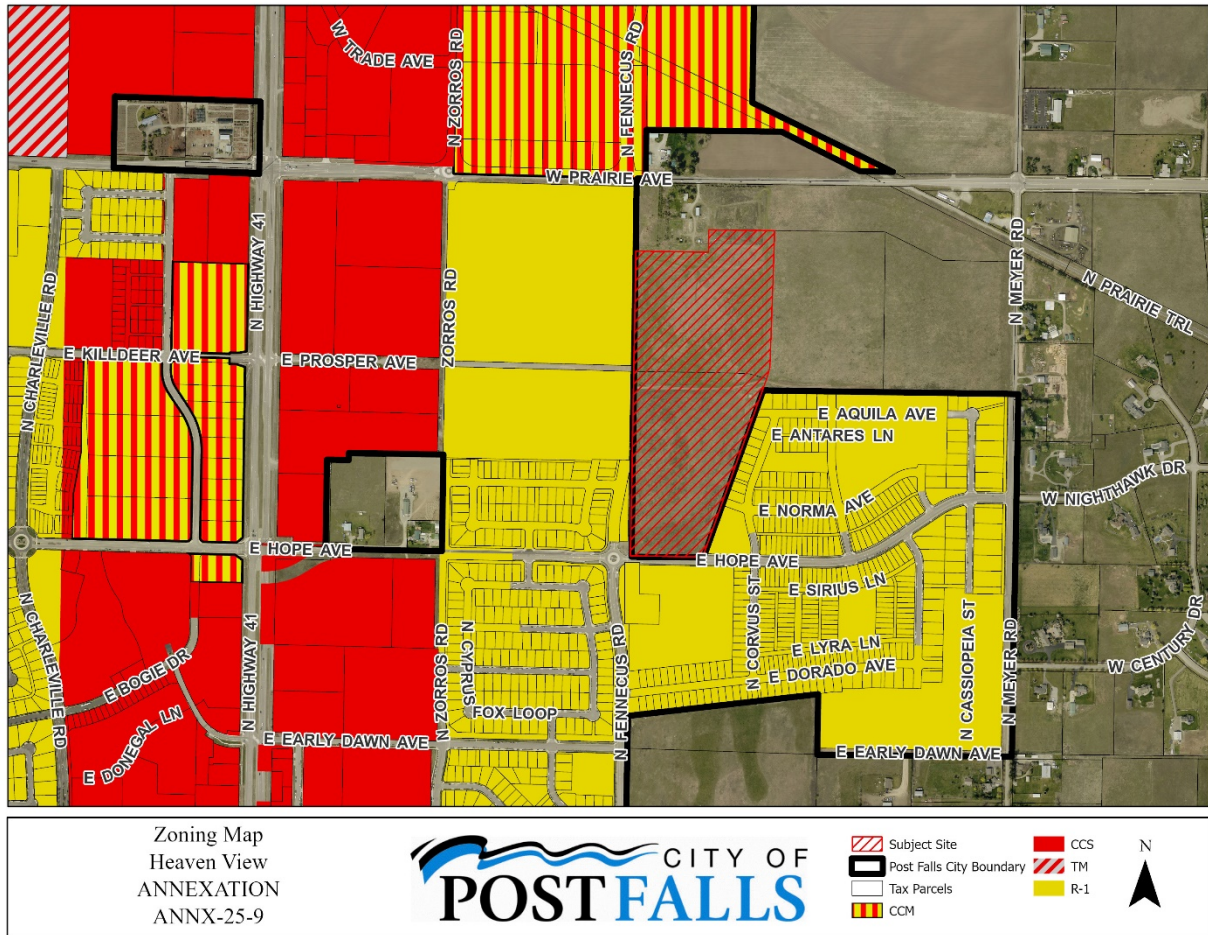 W TRADE AVE
N ZORROS RD
N FENNECUS RD
W PRAIRIE AVE
N CHARLEVILLE RD
N HIGHWAY 41
ZORROS RD
N MEYER RD
N PRAIRIE TRL
E KILLDEER AVE
E PROSPER AVE
E AQUILA AVE
E ANTARES LN
E NORMA AVE
W NIGHTHAWK DR
E HOPE AVE
E HOPE AVE
E SIRIUS LN
N CHARLEVILLE RD
E BOGIE DR
E DONEGAL LN
N HIGHWAY 41
N ZORROS RD
N CYPRUS
FOX LOOP
N FENNECUS RD
N CORVUS ST
E LYRA LN
E DORADO AVE
N CASSIOPEIA ST
N MEYER RD
W CENTURY DR
E EARLY DAWN AVE
E EARLY DAWN AVE
Zoning Map
Heaven View
ANNEXATION
ANNX-25-9
CITY OF
POST FALLS
Subject Site
Post Falls City Boundary
Tax Parcels
CCM
CCS
TM
R-1
N